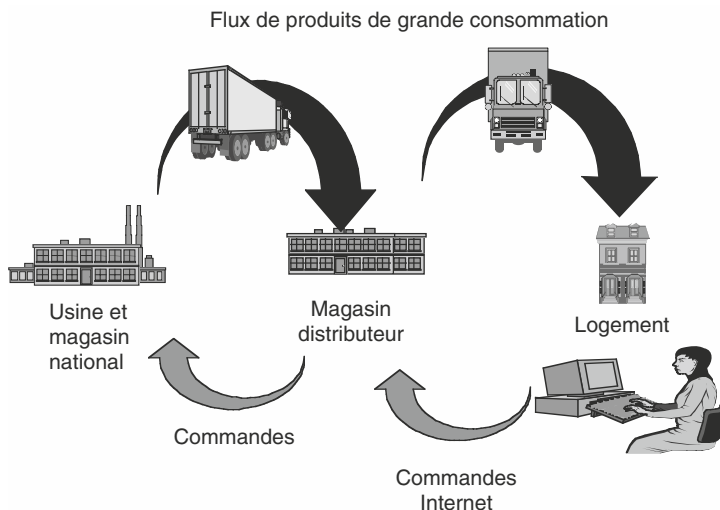 Flux de produits de grande consommation
Usine et
magasin
national
Magasin
distributeur
Logement
Commandes
Commandes
Internet